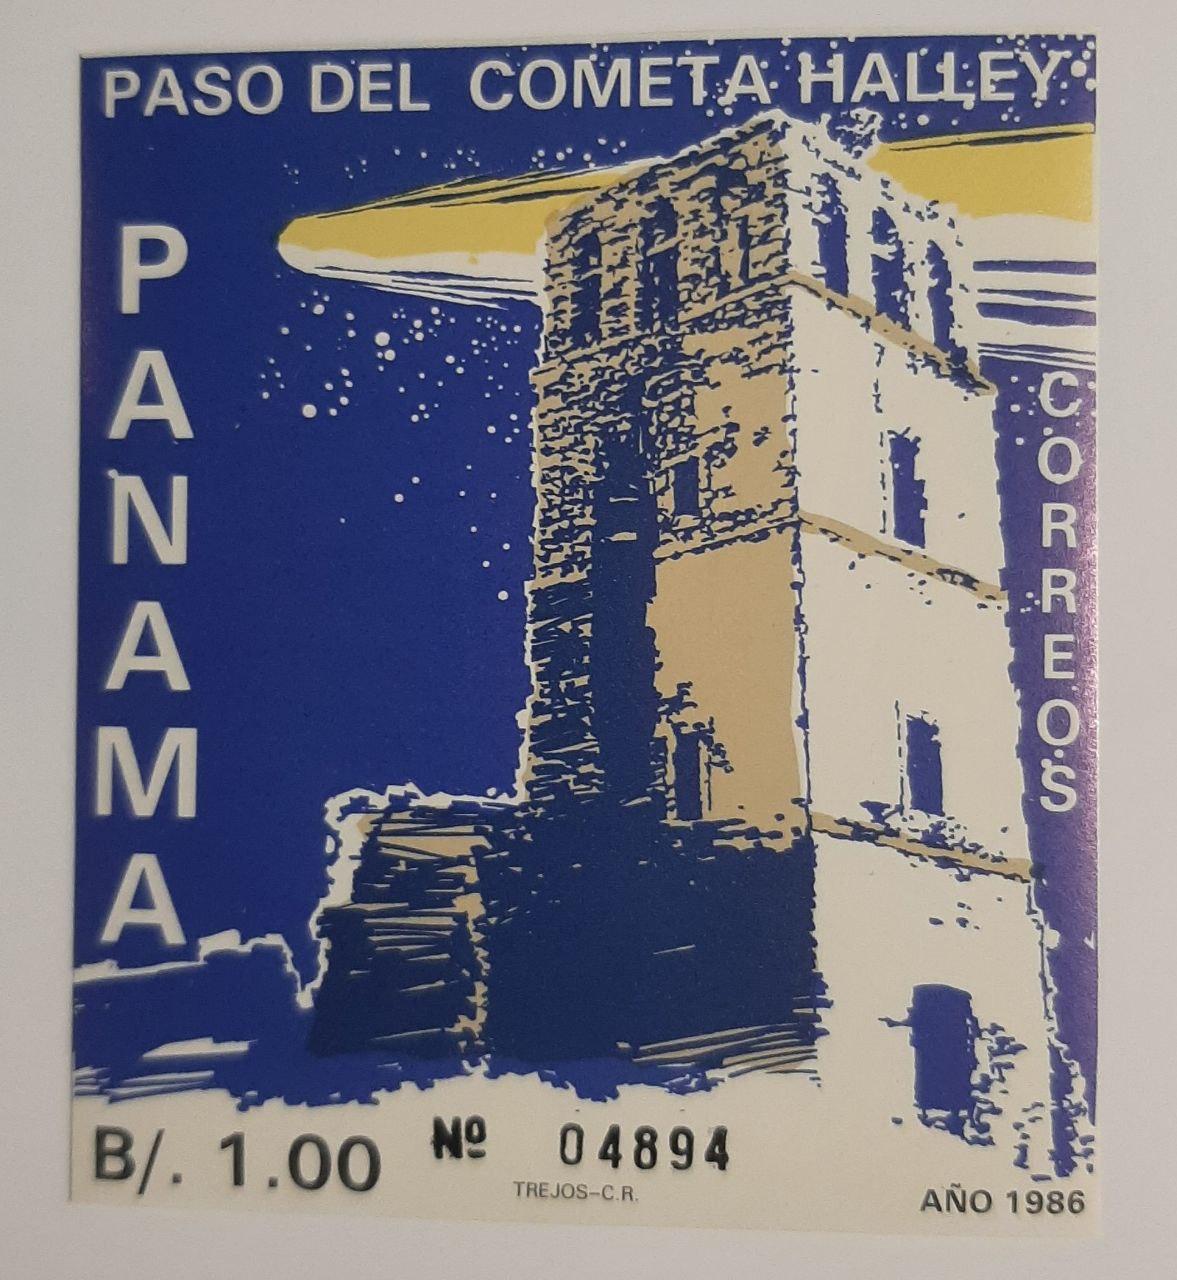 PASO DEL COMETA HALLEY
PANAMA
CORREOS
B/. 1.00
Nº 04894
TREJOS-C.R.
AÑO 1986